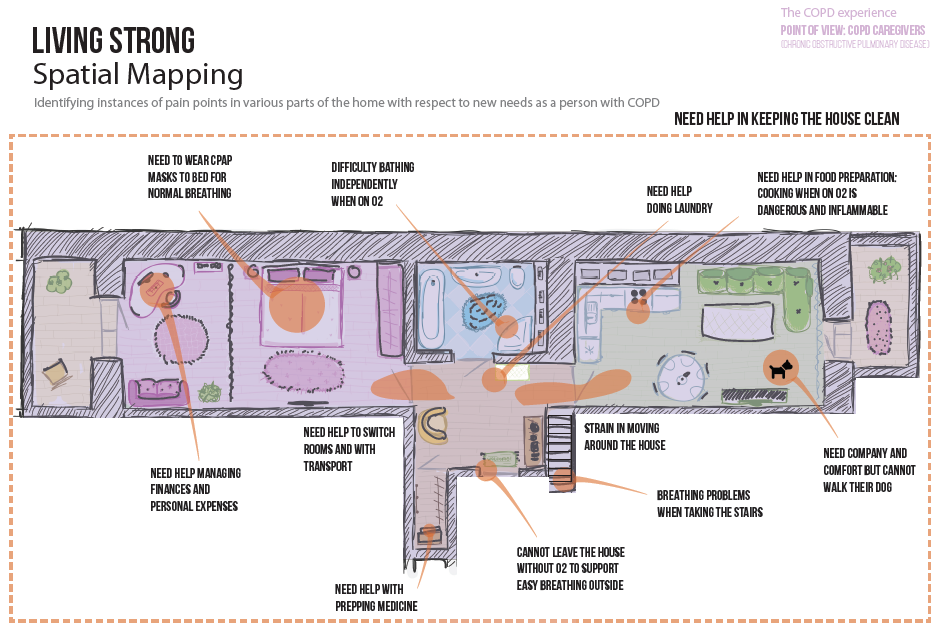 The COPD experience
POINT OF VIEW: COPD CAREGIVERS
(CHRONIC OBSTRUCTIVE PULMONARY DISEASE)
LIVING STRONG
Spatial Mapping
Identifying instances of pain points in various parts of the home with respect to new needs as a person with COPD
NEED HELP IN KEEPING THE HOUSE CLEAN
NEED TO WEAR CPAP
MASKS TO BED FOR
NORMAL BREATHING
DIFFICULTY BATHING
INDEPENDENTLY
WHEN ON O2
NEED HELP
DOING LAUNDRY
NEED HELP IN FOOD PREPARATION:
COOKING WHEN ON O2 IS
DANGEROUS AND INFLAMMABLE
NEED HELP TO SWITCH
ROOMS AND WITH
TRANSPORT
STRAIN IN MOVING
AROUND THE HOUSE
NEED COMPANY AND
COMFORT BUT CANNOT
WALK THEIR DOG
NEED HELP MANAGING
FINANCES AND
PERSONAL EXPENSES
BREATHING PROBLEMS
WHEN TAKING THE STAIRS
CANNOT LEAVE THE HOUSE
WITHOUT O2 TO SUPPORT
EASY BREATHING OUTSIDE
NEED HELP WITH
PREPPING MEDICINE